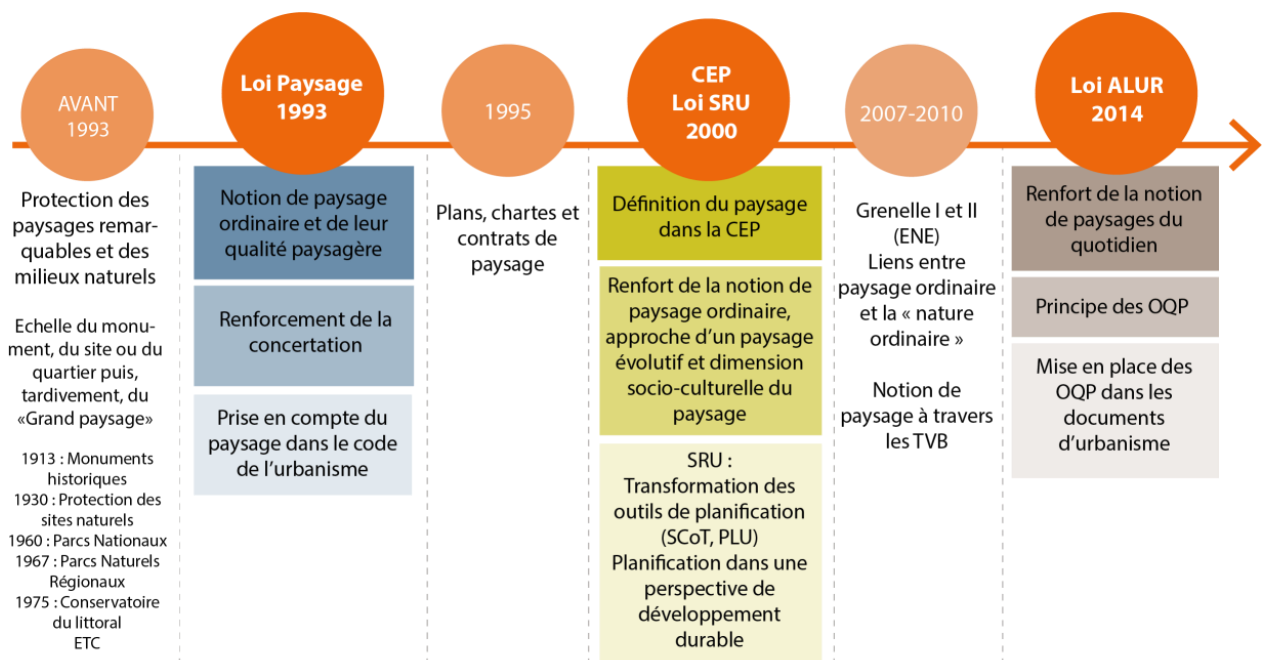 AVANT
1993
Protection des
paysages remar-
quables et des
milieux naturels
Echelle du monu-
ment, du site ou du
quartier puis,
tardivement, du
«Grand paysage»
1913 : Monuments
historiques
1930 : Protection des
sites naturels
1960 : Parcs Nationaux
1967 : Parcs Naturels
Régionaux
1975 : Conservatoire
du littoral
ETC
Loi Paysage
1993
Notion de paysage
ordinaire et de leur
qualité paysagère
Renforcement de la
concertation
Prise en compte du
paysage dans le code
de l'urbanisme
1995
Plans, chartes et
contrats de
paysage
CEP
Loi SRU
2000
Définition du paysage
dans la CEP
Renfort de la notion de
paysage ordinaire,
approche d'un paysage
évolutif et dimension
socio-culturelle du
paysage
SRU :
Transformation des
outils de planification
(SCoT, PLU)
Planification dans une
perspective de
développement
durable
2007-2010
Grenelle I et II
(ENE)
Liens entre
paysage ordinaire
et la « nature
ordinaire »
Notion de
paysage à travers
les TVB
Loi ALUR
2014
Renfort de la notion
de paysages du
quotidien
Principe des OQP
Mise en place des
OQP dans les
documents
d'urbanisme